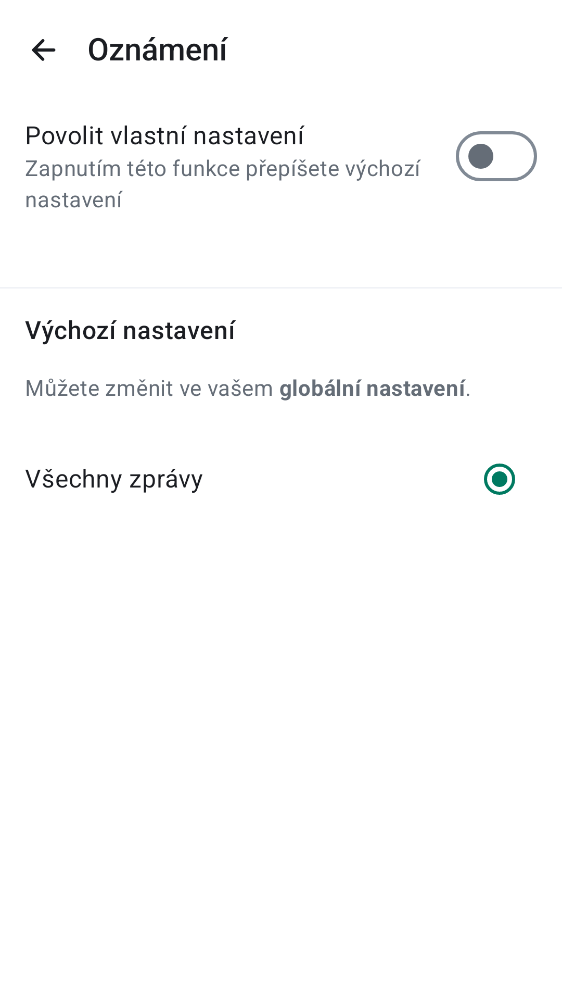 Oznámení
Povolit vlastní nastavení
Zapnutím této funkce přepíšete výchozí
nastavení
Výchozí nastavení
Můžete změnit ve vašem globální nastavení.
Všechny zprávy